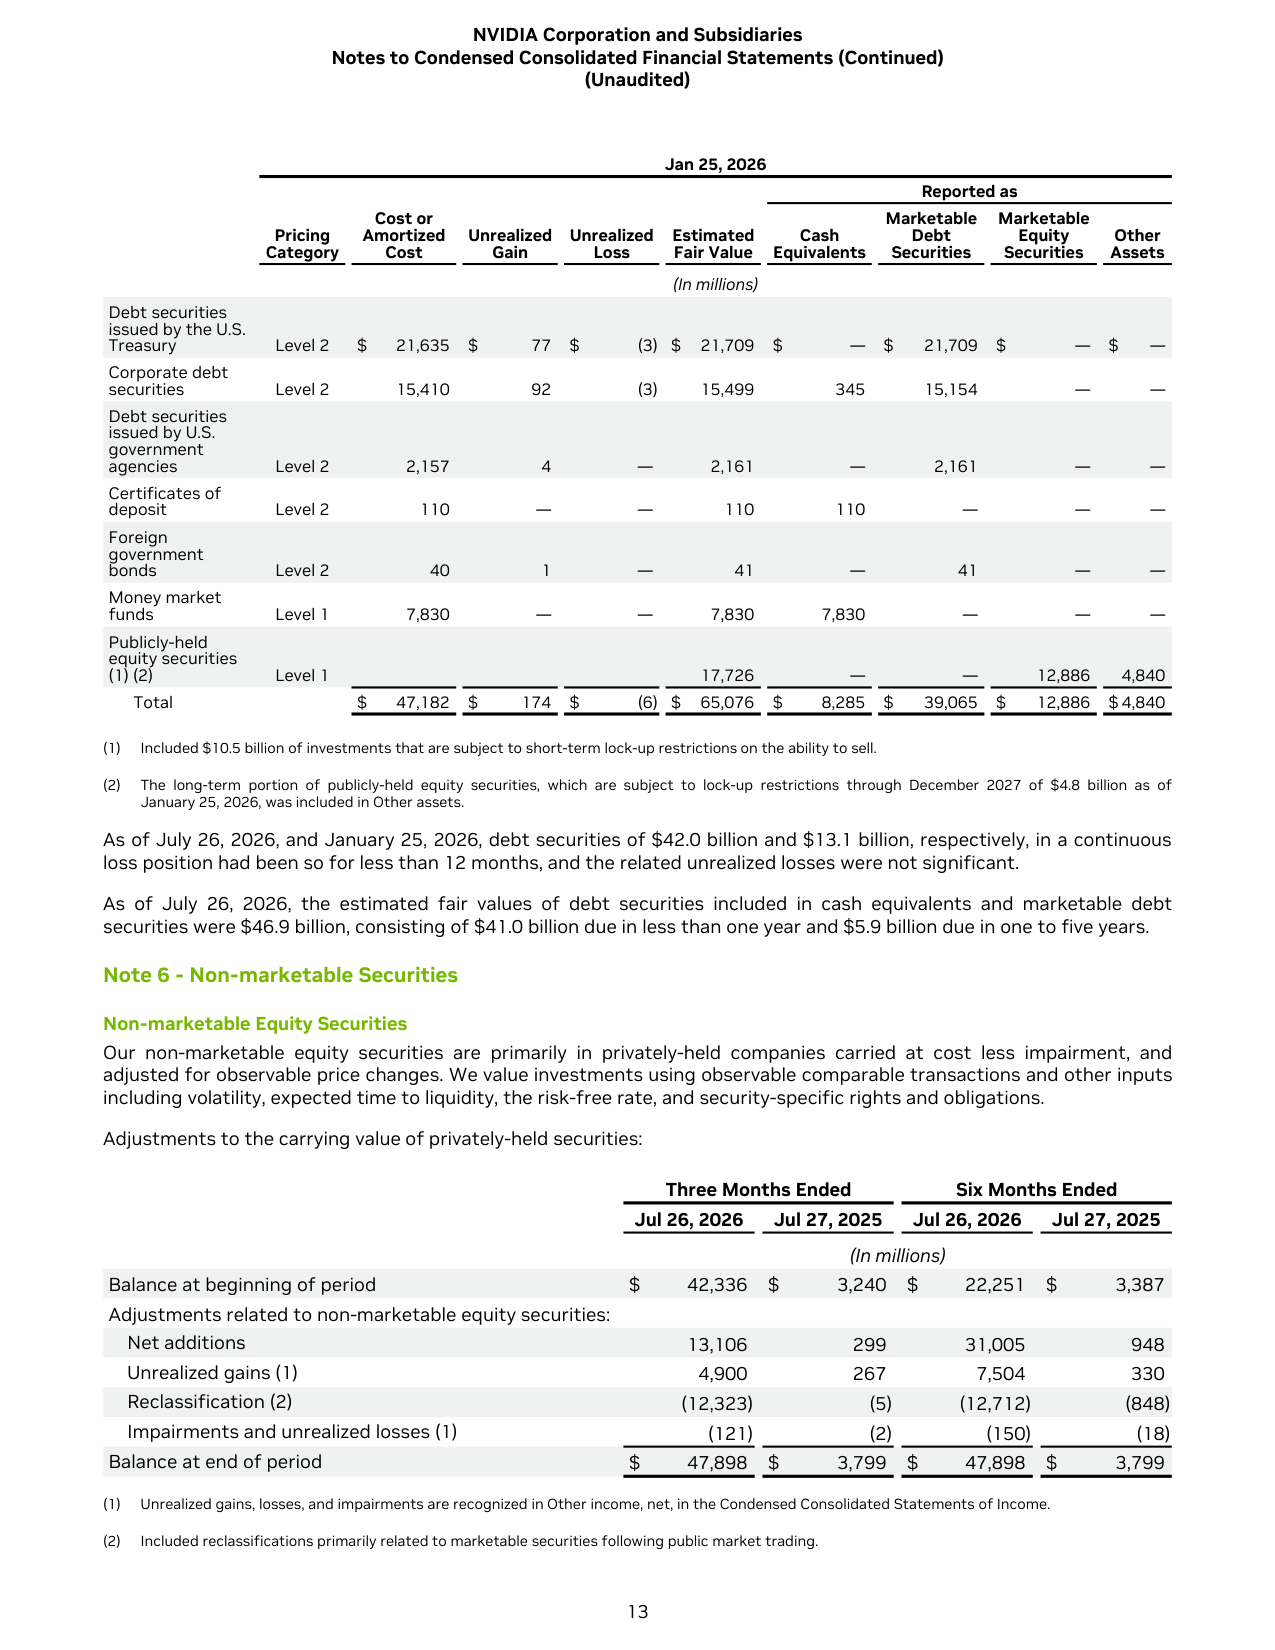 NVIDIA Corporation and Subsidiaries
Notes to Condensed Consolidated Financial Statements (Continued)
(Unaudited)
Jan 25, 2026
Reported as
Pricing Category | Cost or Amortized Cost | Unrealized Gain | Unrealized Loss | Estimated Fair Value | Cash Equivalents | Marketable Debt Securities | Marketable Equity Securities | Other Assets
(In millions)
Debt securities
issued by the U.S.
Treasury Level 2 $ 21,635 $ 77 $ (3) $ 21,709 $ — $ 21,709 $ — $ —
Corporate debt
securities Level 2 15,410 92 (3) 15,499 345 15,154 — —
Debt securities
issued by U.S.
government
agencies Level 2 2,157 4 — 2,161 — 2,161 — —
Certificates of
deposit Level 2 110 — — 110 110 — — —
Foreign
government
bonds Level 2 40 1 — 41 — 41 — —
Money market
funds Level 1 7,830 — — 7,830 7,830 — — —
Publicly-held
equity securities
(1) (2) Level 1 17,726 — — 12,886 4,840
Total $ 47,182 $ 174 $ (6) $ 65,076 $ 8,285 $ 39,065 $ 12,886 $ 4,840
(1) Included $10.5 billion of investments that are subject to short-term lock-up restrictions on the ability to sell.
(2) The long-term portion of publicly-held equity securities, which are subject to lock-up restrictions through December 2027 of $4.8 billion as of
January 25, 2026, was included in Other assets.
As of July 26, 2026, and January 25, 2026, debt securities of $42.0 billion and $13.1 billion, respectively, in a continuous
loss position had been so for less than 12 months, and the related unrealized losses were not significant.
As of July 26, 2026, the estimated fair values of debt securities included in cash equivalents and marketable debt
securities were $46.9 billion, consisting of $41.0 billion due in less than one year and $5.9 billion due in one to five years.
Note 6 - Non-marketable Securities
Non-marketable Equity Securities
Our non-marketable equity securities are primarily in privately-held companies carried at cost less impairment, and
adjusted for observable price changes. We value investments using observable comparable transactions and other inputs
including volatility, expected time to liquidity, the risk-free rate, and security-specific rights and obligations.
Adjustments to the carrying value of privately-held securities:
Three Months Ended Six Months Ended
Jul 26, 2026 Jul 27, 2025 Jul 26, 2026 Jul 27, 2025
(In millions)
Balance at beginning of period $ 42,336 $ 3,240 $ 22,251 $ 3,387
Adjustments related to non-marketable equity securities:
Net additions 13,106 299 31,005 948
Unrealized gains (1) 4,900 267 7,504 330
Reclassification (2) (12,323) (5) (12,712) (848)
Impairments and unrealized losses (1) (121) (2) (150) (18)
Balance at end of period $ 47,898 $ 3,799 $ 47,898 $ 3,799
(1) Unrealized gains, losses, and impairments are recognized in Other income, net, in the Condensed Consolidated Statements of Income.
(2) Included reclassifications primarily related to marketable securities following public market trading.
13